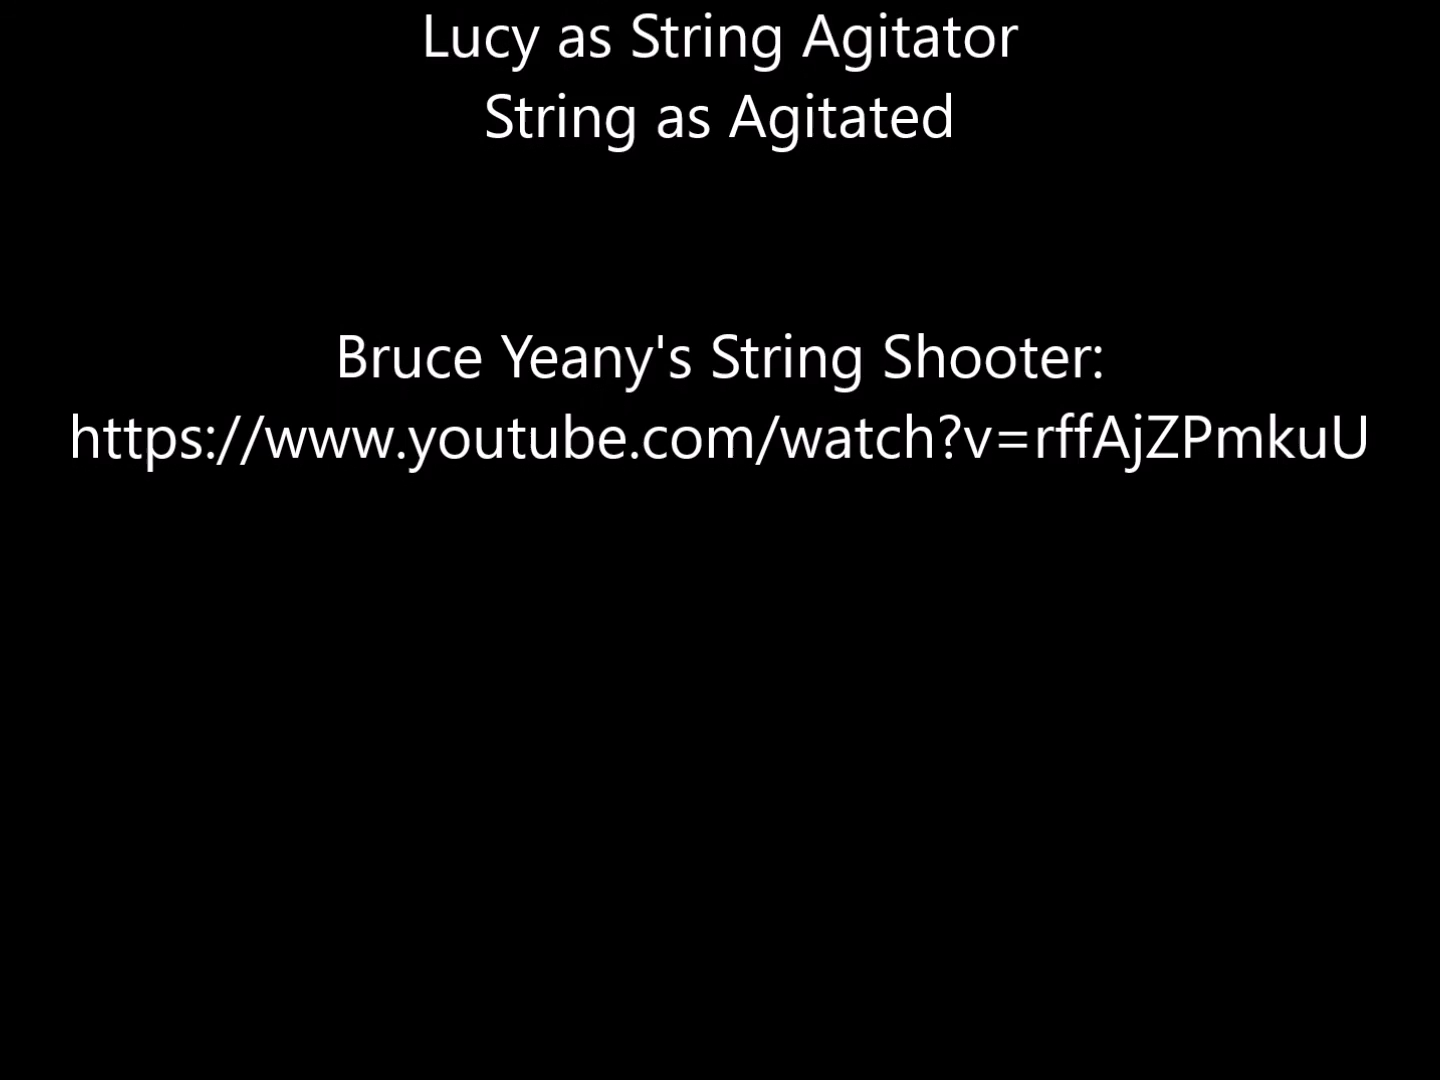 Lucy as String Agitator
String as Agitated
Bruce Yeany's String Shooter:
https://www.youtube.com/watch?v=rffAjZPmkuU